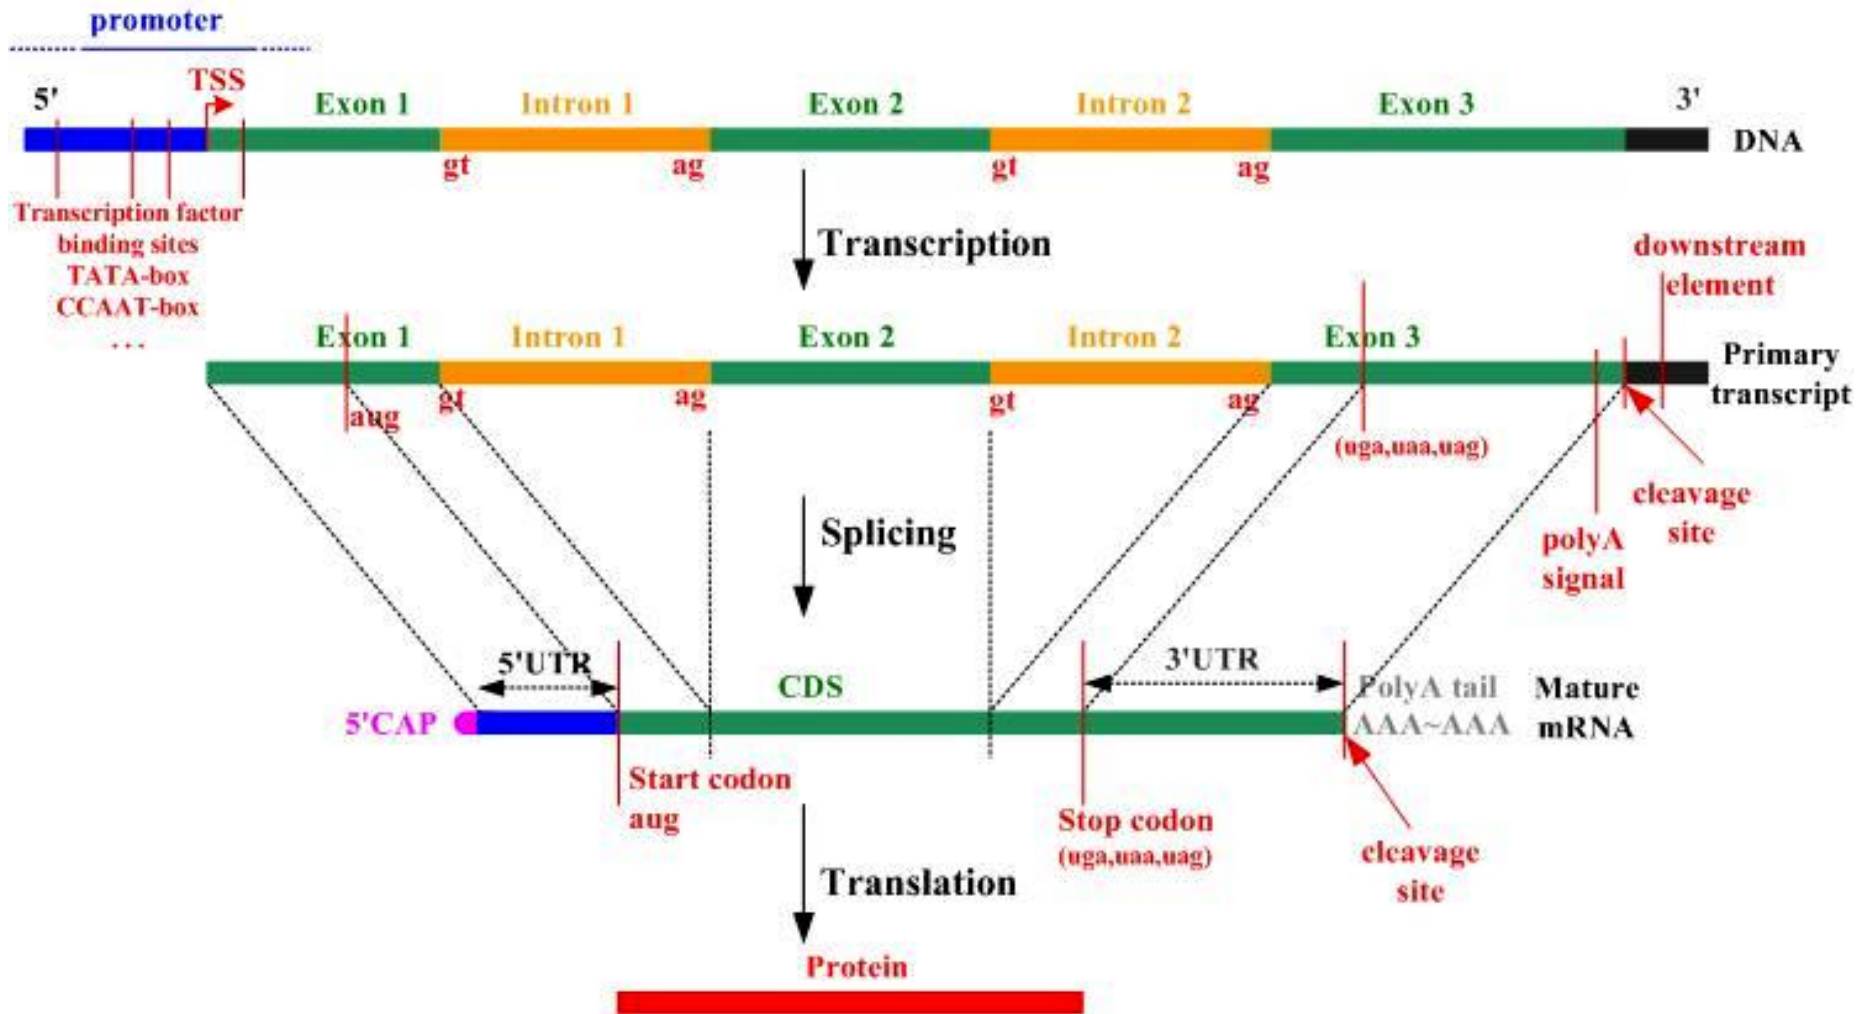 promoter
5' TSS Exon 1 Intron 1 Exon 2 Intron 2 Exon 3 3'
DNA
gt ag gt ag
Transcription factor
binding sites
TATA-box
CCAAT-box
...
Transcription
downstream
element
Exon 1 Intron 1 Exon 2 Intron 2 Exon 3
Primary
transcript
aug gt ag gt ag
(uga,uaa,uag)
cleavage
site
polyA
signal
Splicing
5'UTR CDS 3'UTR
5'CAP
PolyA tail
AAA~AAA
Mature
mRNA
Start codon
aug
Stop codon
(uga,uaa,uag)
cleavage
site
Translation
Protein